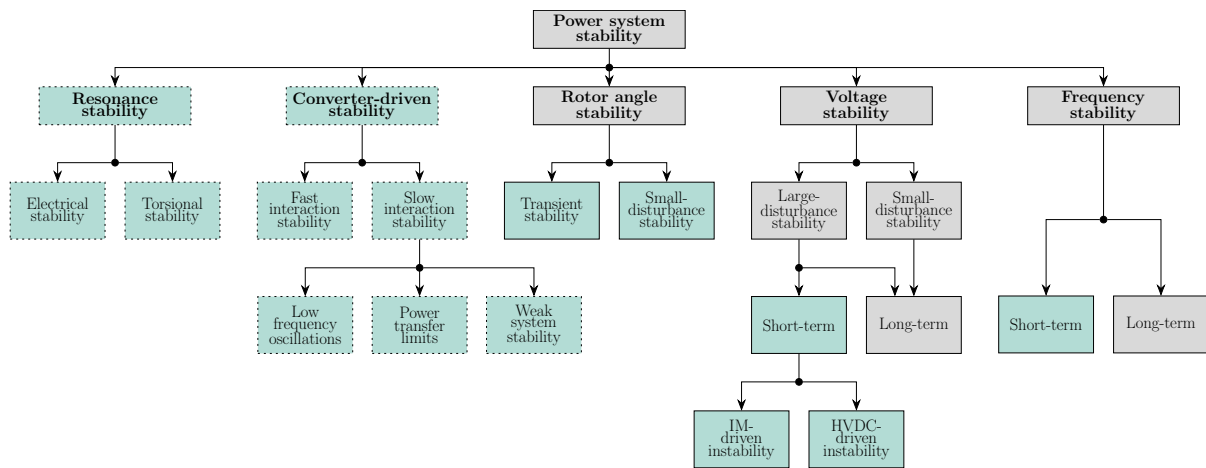 Power system
stability
Resonance
stability
Converter-driven
stability
Rotor angle
stability
Voltage
stability
Frequency
stability
Electrical
stability
Torsional
stability
Fast
interaction
stability
Slow
interaction
stability
Transient
stability
Small-
disturbance
stability
Large-
disturbance
stability
Small-
disturbance
stability
Low
frequency
oscillations
Power
transfer
limits
Weak
system
stability
Short-term
Long-term
Short-term
Long-term
IM-
driven
instability
HVDC-
driven
instability